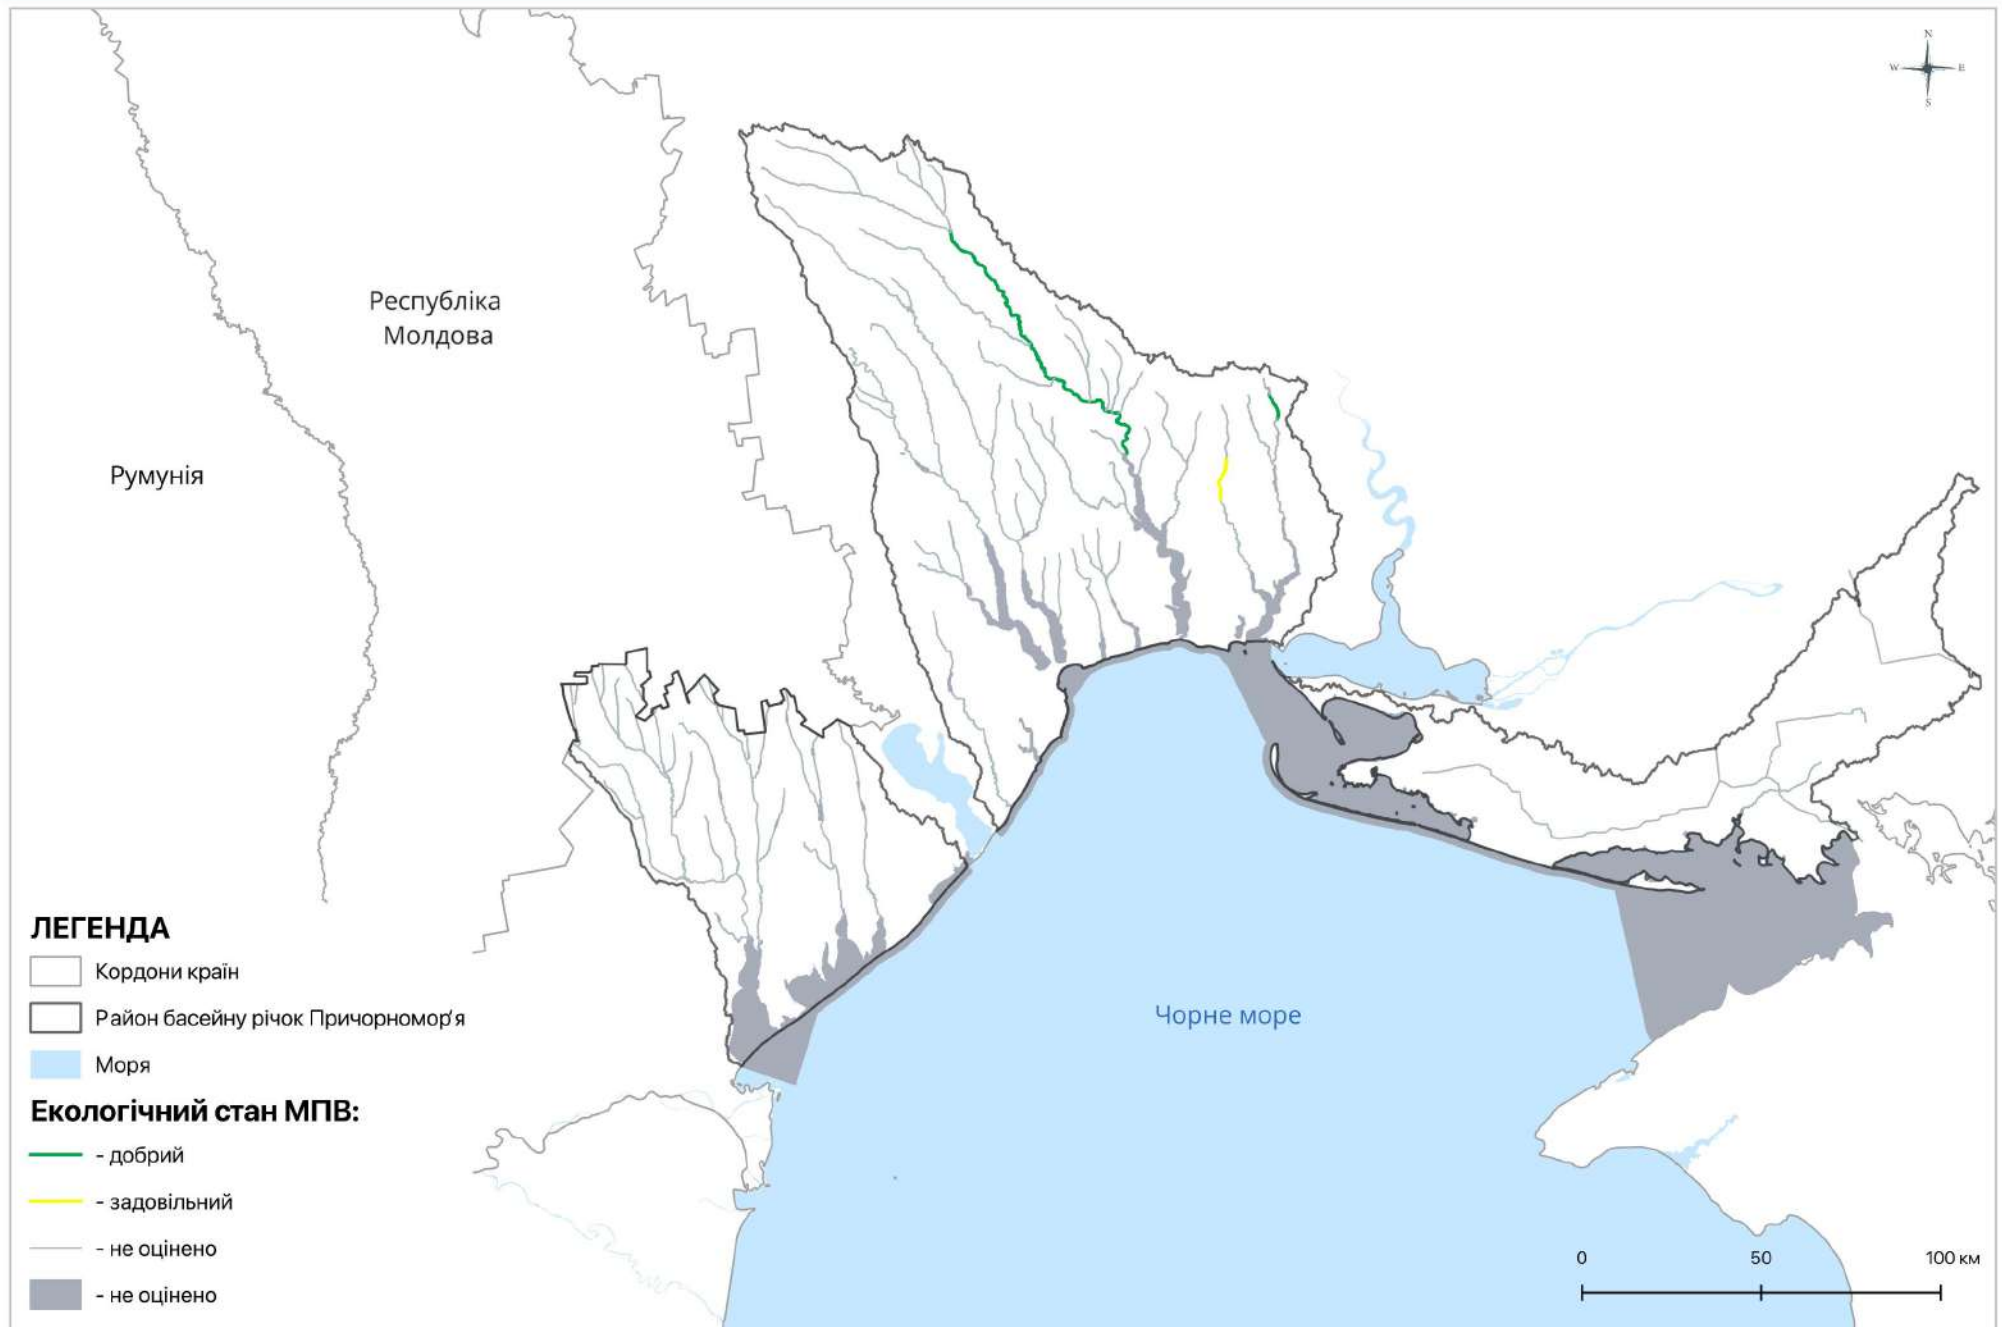 N
W E
S
Республіка
Молдова
Румунія
Чорне море
ЛЕГЕНДА
Кордони країн
Район басейну річок Причорномор'я
Моря
Екологічний стан МПВ:
- добрий
- задовільний
- не оцінено
- не оцінено
0 50 100 км